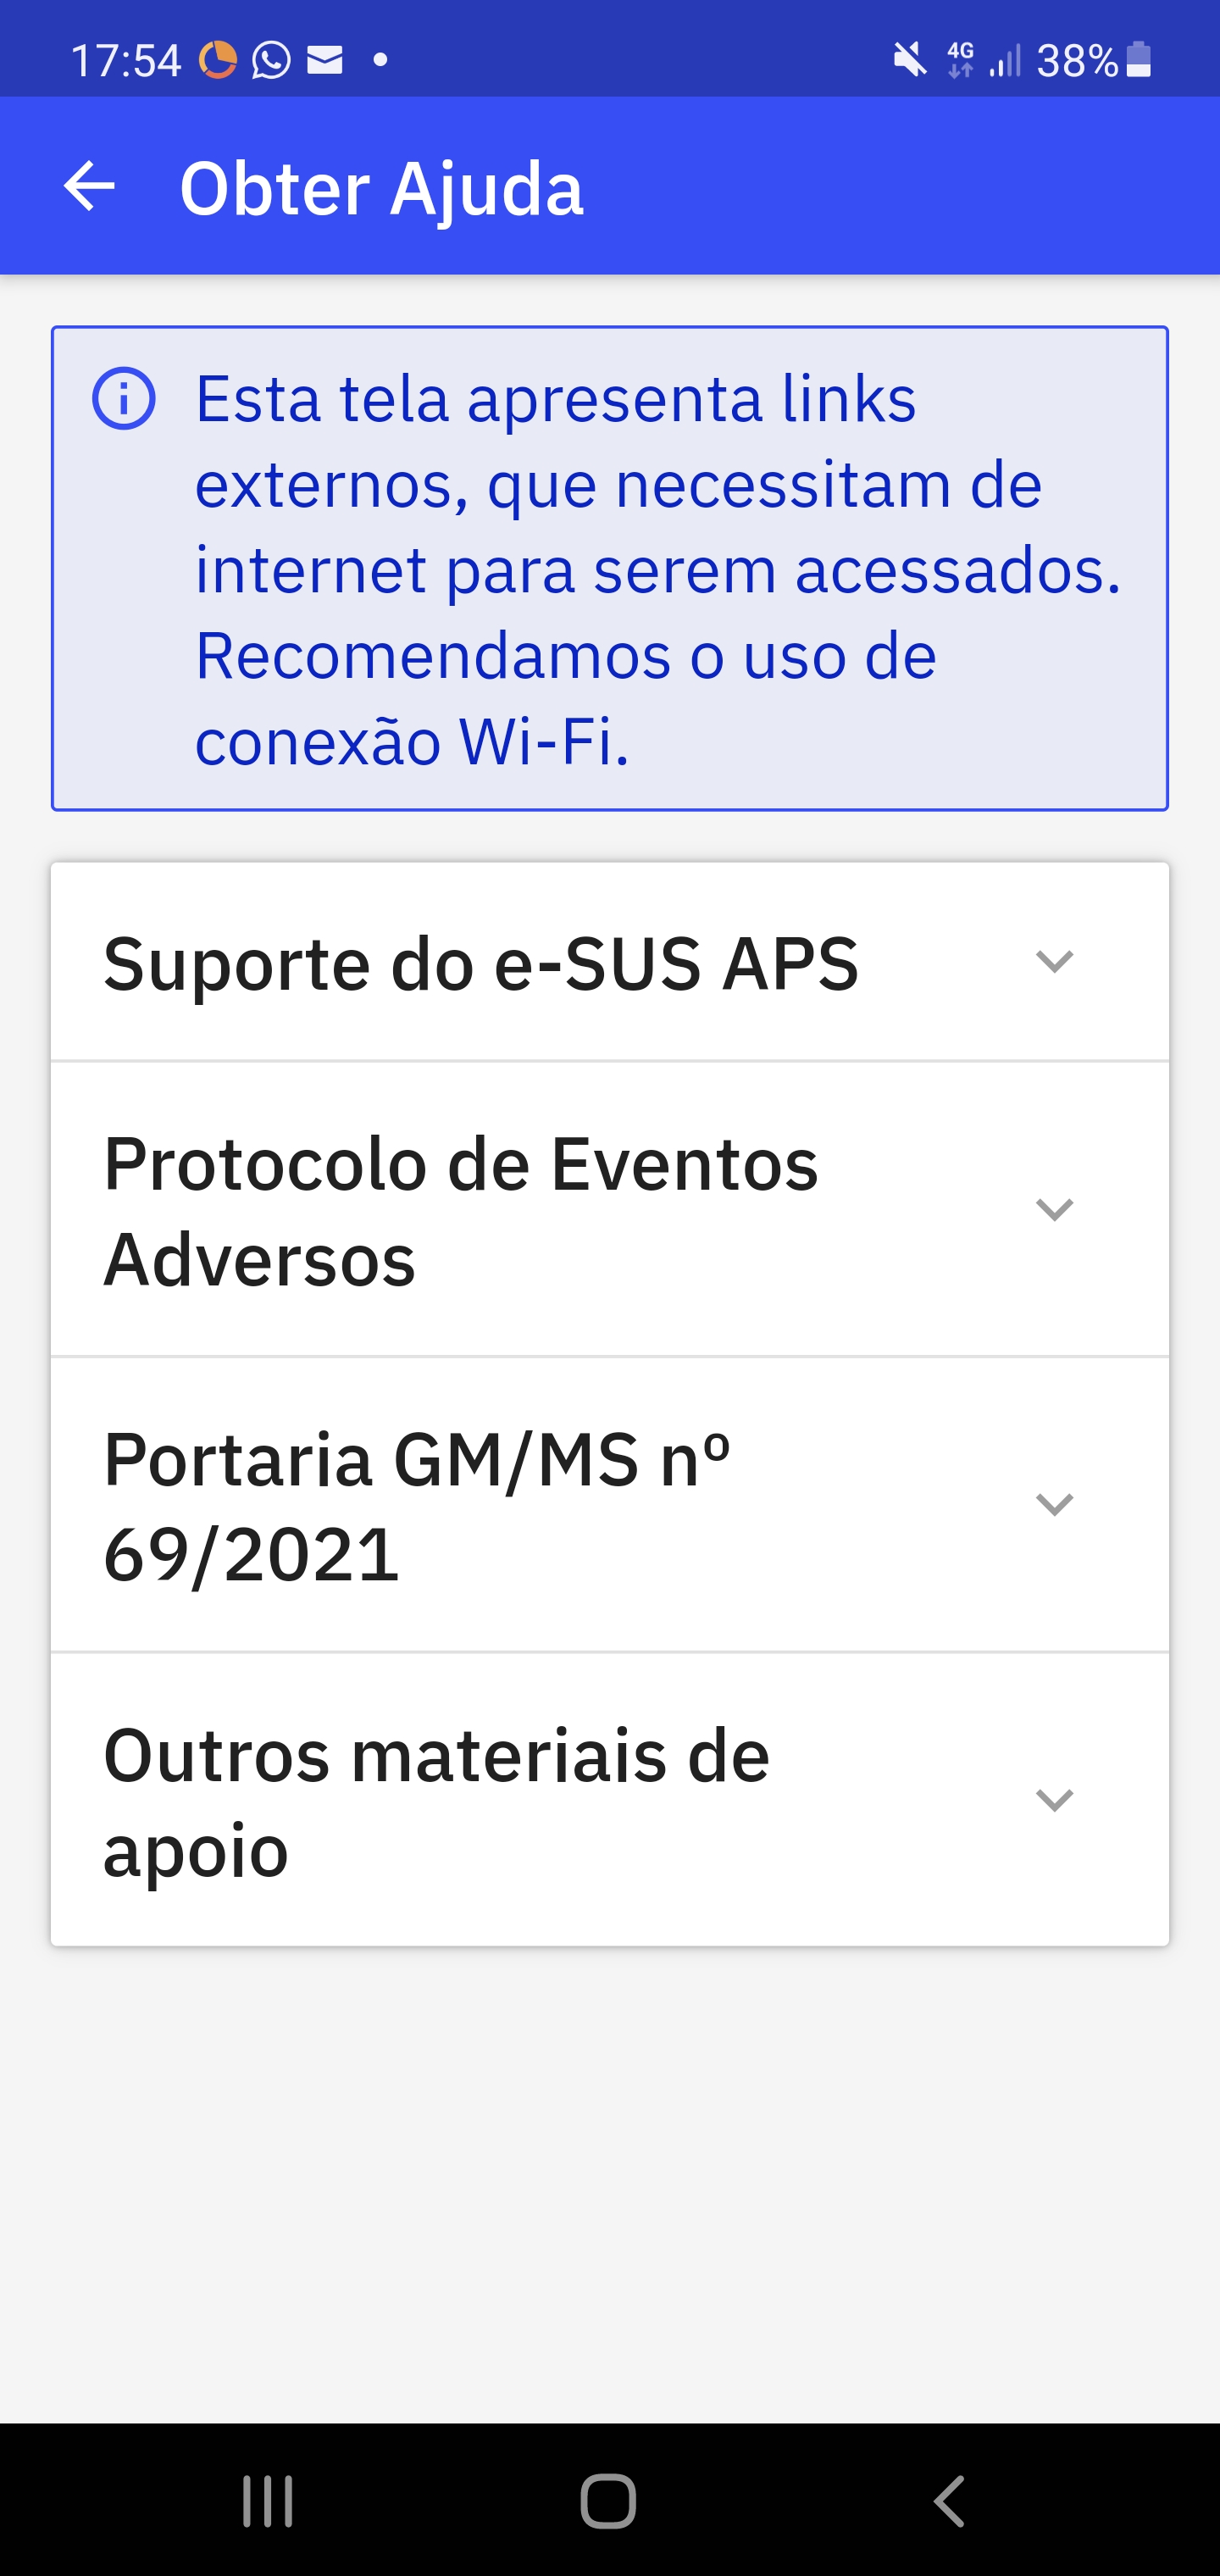 17:54
4G
38%
Obter Ajuda
Esta tela apresenta links
externos, que necessitam de
internet para serem acessados.
Recomendamos o uso de
conexão Wi-Fi.
Suporte do e-SUS APS
Protocolo de Eventos
Adversos
Portaria GM/MS nº
69/2021
Outros materiais de
apoio